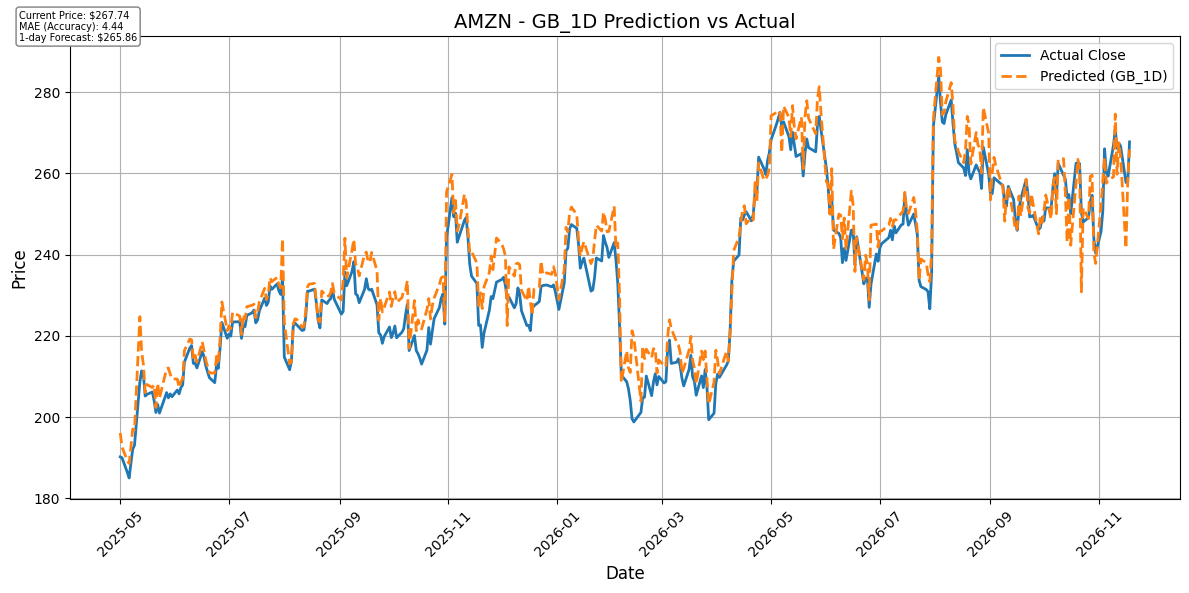 AMZN - GB_1D Prediction vs Actual
Current Price: $267.74
MAE (Accuracy): 4.44
1-day Forecast: $265.86
Actual Close
Predicted (GB_1D)
Price
280
260
240
220
200
180
2025-05
2025-07
2025-09
2025-11
2026-01
2026-03
2026-05
2026-07
2026-09
2026-11
Date